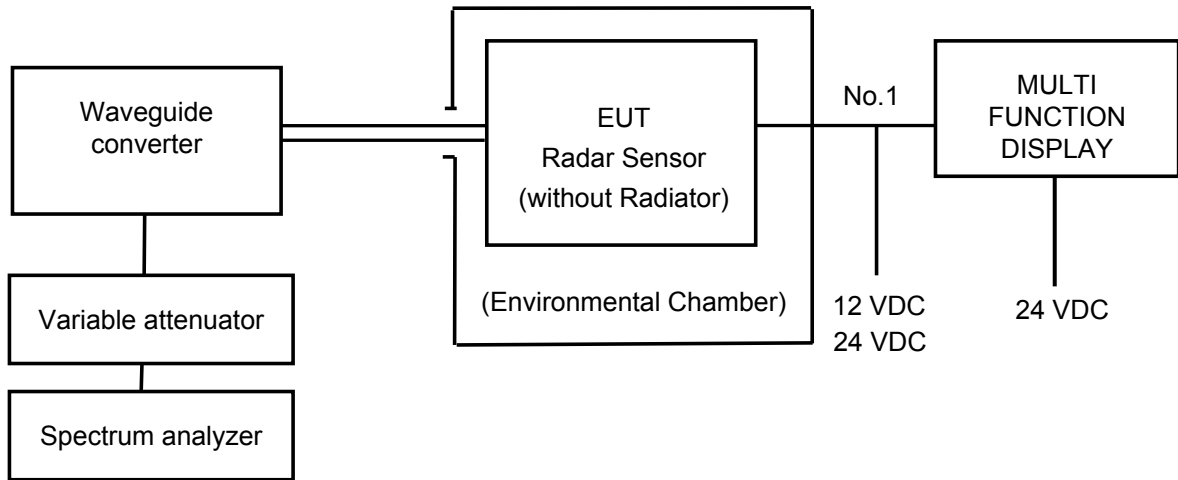 Waveguide
converter
Variable attenuator
Spectrum analyzer
EUT
Radar Sensor
(without Radiator)
(Environmental Chamber)
No.1
12 VDC
24 VDC
MULTI
FUNCTION
DISPLAY
24 VDC